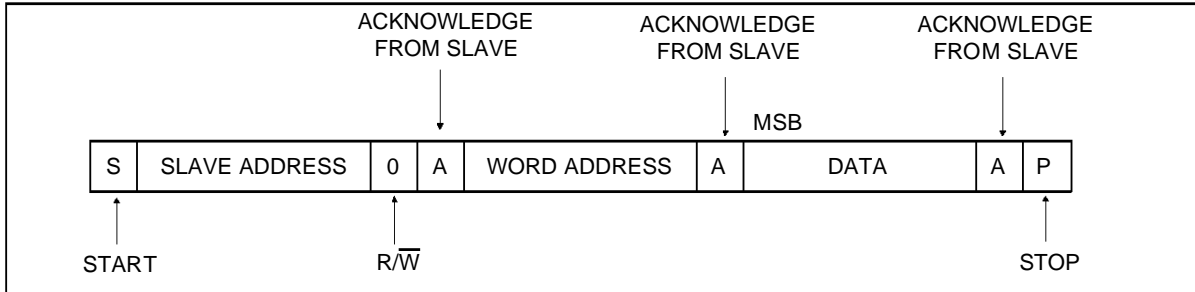 ACKNOWLEDGE
FROM SLAVE
ACKNOWLEDGE
FROM SLAVE
ACKNOWLEDGE
FROM SLAVE
MSB
S SLAVE ADDRESS 0 A WORD ADDRESS A DATA A P
START
R/W̅
STOP